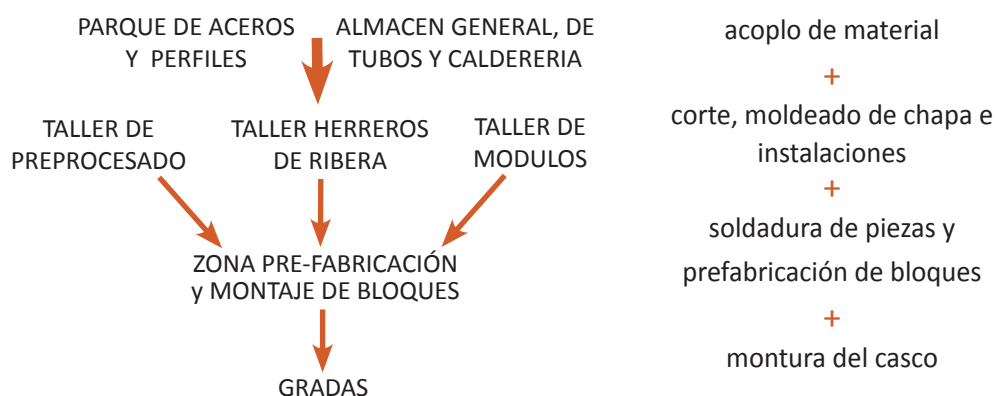 PARQUE DE ACEROS
Y PERFILES
ALMACEN GENERAL, DE
TUBOS Y CALDERERIA
TALLER DE
PREPROCESADO
TALLER HERREROS
DE RIBERA
TALLER DE
MODULOS
ZONA PRE-FABRICACIÓN
y MONTAJE DE BLOQUES
GRADAS
acoplo de material
+
corte, moldeado de chapa e
instalaciones
+
soldadura de piezas y
prefabricación de bloques
+
montura del casco